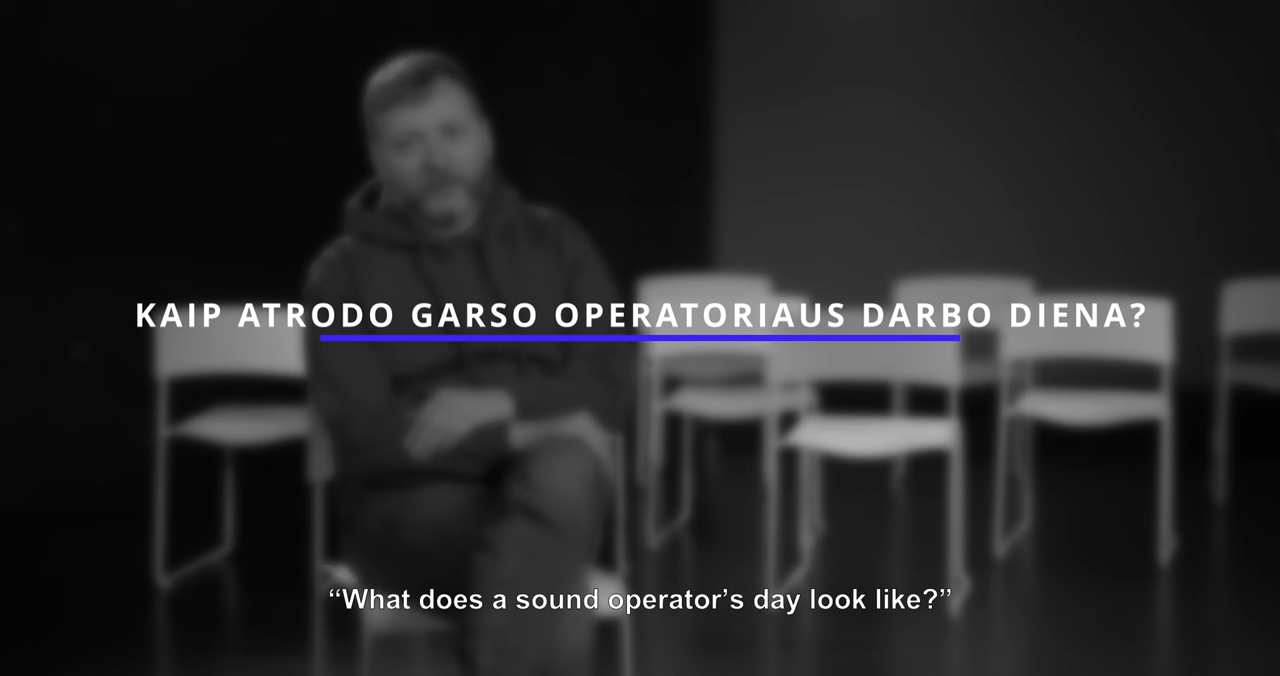 KAIP ATRODO GARSO OPERATORIAUS DARBO DIENA?
“What does a sound operator’s day look like?”